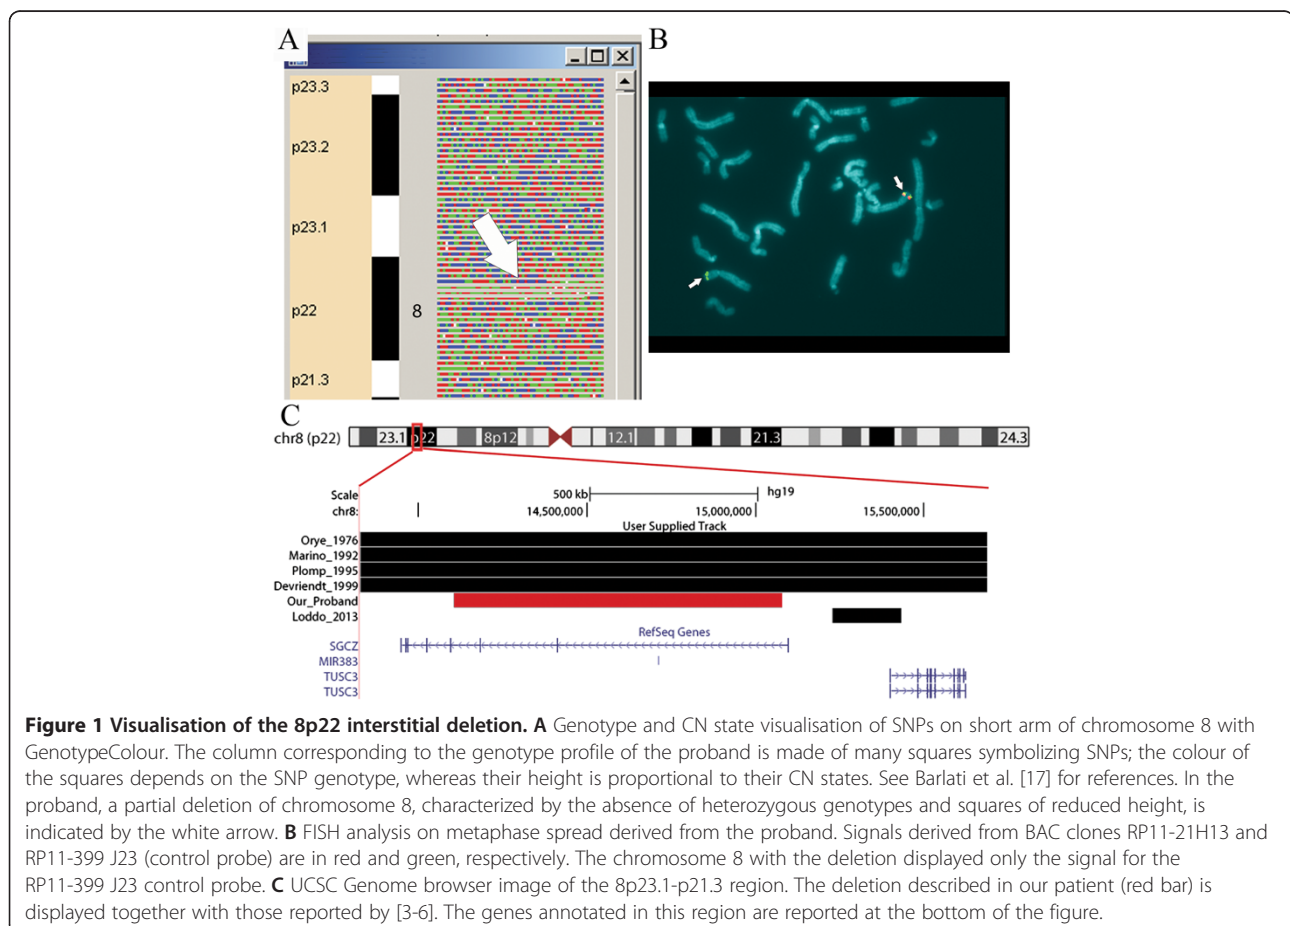 A
B
p23.3
p23.2
p23.1
p22
p21.3
8
C
chr8 (p22)
23.1 p22 8p12 12.1 21.3 24.3
Scale 500 kb hg19
chr8: 14,500,000 15,000,000 15,500,000
User Supplied Track
Orye_1976
Marino_1992
Plomp_1995
Devriendt_1999
Our_Proband
Loddo_2013
RefSeq Genes
SGCZ
MIR383
TUSC3
TUSC3
Figure 1 Visualisation of the 8p22 interstitial deletion. A Genotype and CN state visualisation of SNPs on short arm of chromosome 8 with
GenotypeColour. The column corresponding to the genotype profile of the proband is made of many squares symbolizing SNPs; the colour of
the squares depends on the SNP genotype, whereas their height is proportional to their CN states. See Barlati et al. [17] for references. In the
proband, a partial deletion of chromosome 8, characterized by the absence of heterozygous genotypes and squares of reduced height, is
indicated by the white arrow. B FISH analysis on metaphase spread derived from the proband. Signals derived from BAC clones RP11-21H13 and
RP11-399 J23 (control probe) are in red and green, respectively. The chromosome 8 with the deletion displayed only the signal for the
RP11-399 J23 control probe. C UCSC Genome browser image of the 8p23.1-p21.3 region. The deletion described in our patient (red bar) is
displayed together with those reported by [3-6]. The genes annotated in this region are reported at the bottom of the figure.